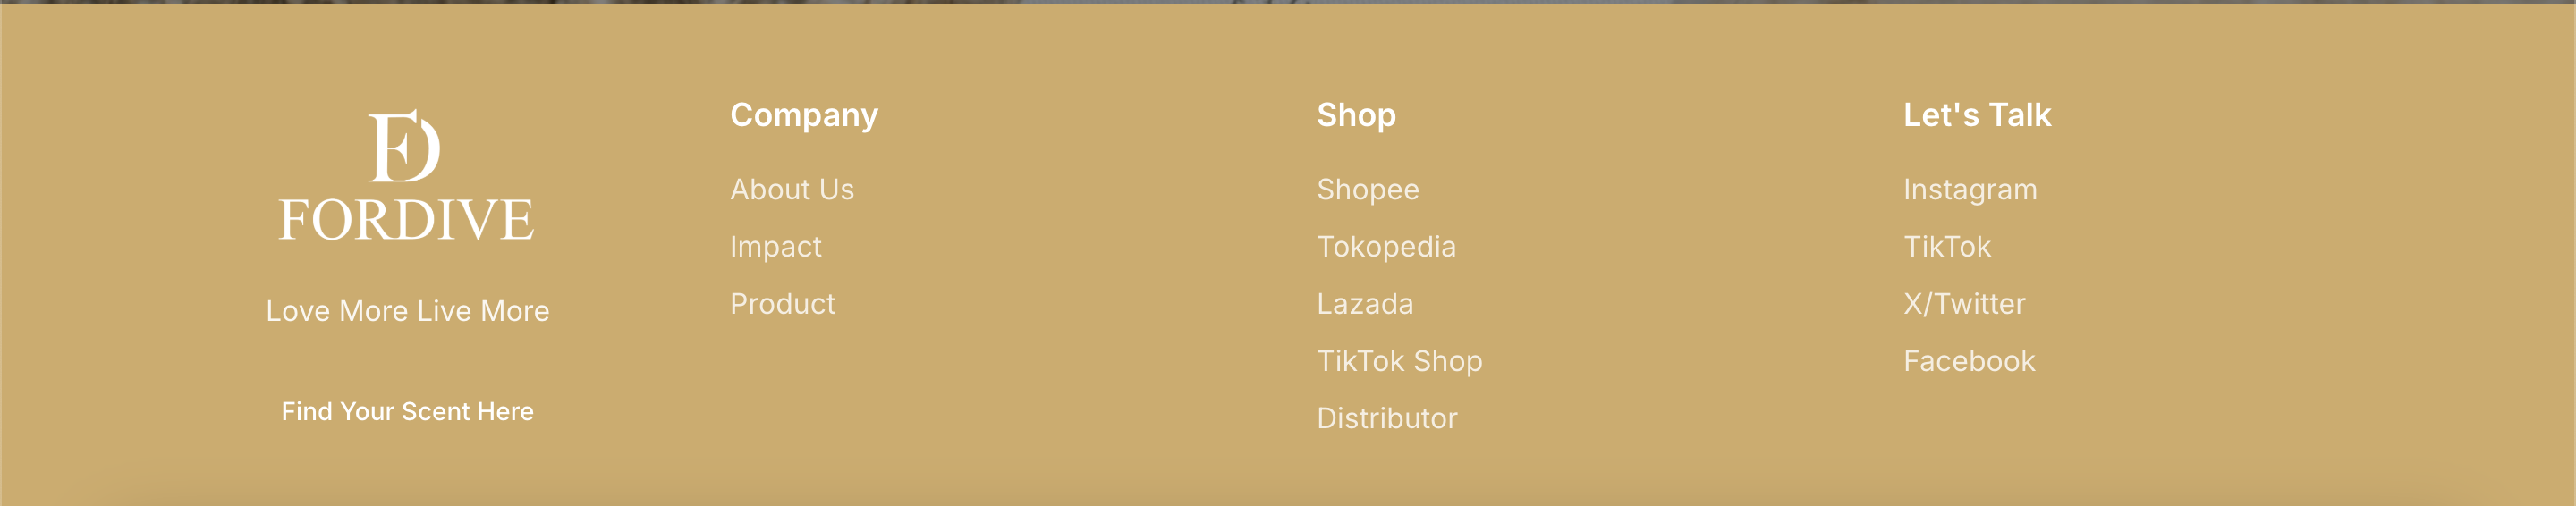 FD
FORDIVE
Love More Live More
Find Your Scent Here
Company
About Us
Impact
Product
Shop
Shopee
Tokopedia
Lazada
TikTok Shop
Distributor
Let's Talk
Instagram
TikTok
X/Twitter
Facebook